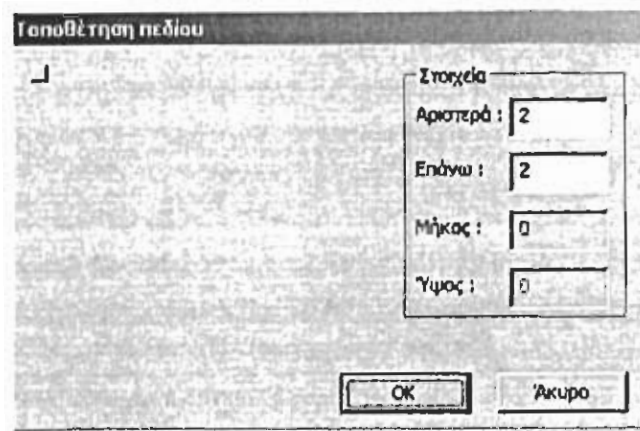 Τοποθέτηση πεδίου
Στοιχεία
Αριστερά : 2
Επάνω : 2
Μήκος : 0
Ύψος : 0
OK Άκυρο